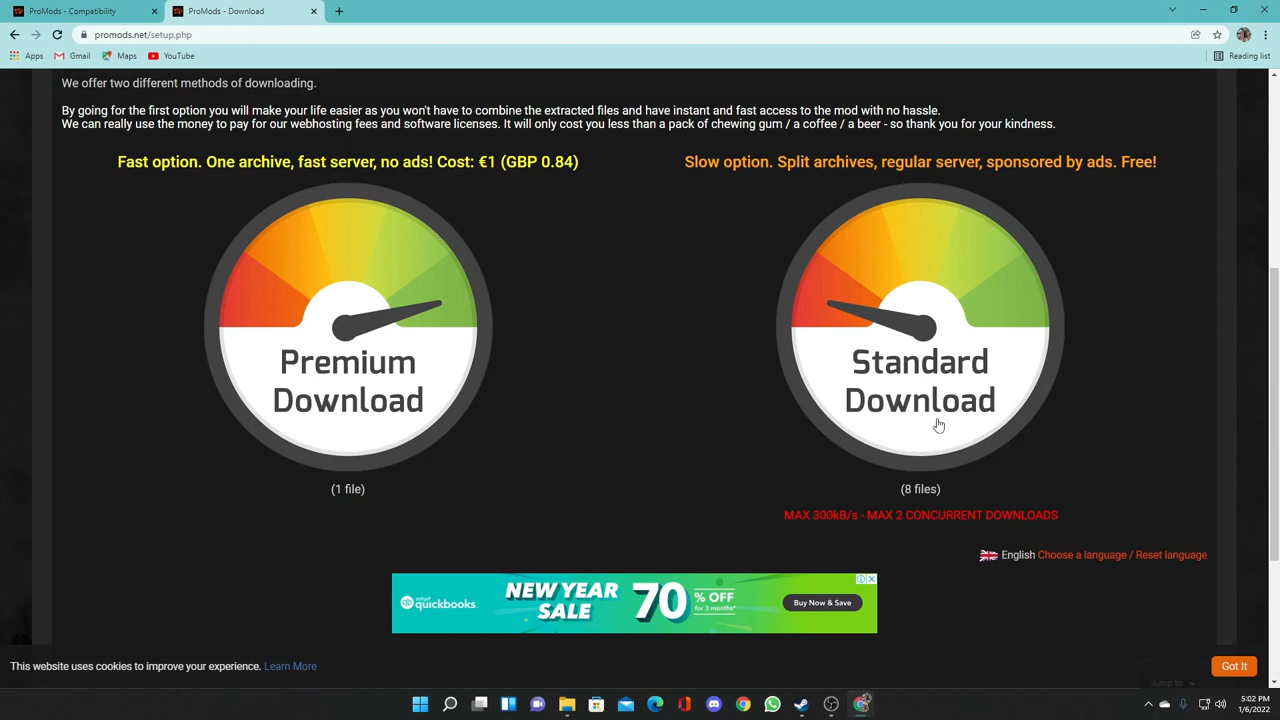 ProMods - Compatibility
ProMods - Download
promods.net/setup.php
Apps
Gmail
Maps
YouTube
Reading list
We offer two different methods of downloading.
By going for the first option you will make your life easier as you won't have to combine the extracted files and have instant and fast access to the mod with no hassle.
We can really use the money to pay for our webhosting fees and software licenses. It will only cost you less than a pack of chewing gum / a coffee / a beer - so thank you for your kindness.
Fast option. One archive, fast server, no ads! Cost: €1 (GBP 0.84)
Slow option. Split archives, regular server, sponsored by ads. Free!
Premium
Download
Standard
Download
(1 file)
(8 files)
MAX 300kB/s - MAX 2 CONCURRENT DOWNLOADS
English Choose a language / Reset language
intuit
quickbooks.
NEW YEAR
SALE
70
% OFF
for 3 months*
Buy Now & Save
This website uses cookies to improve your experience. Learn More
Got It
Jump to
5:02 PM
1/6/2022